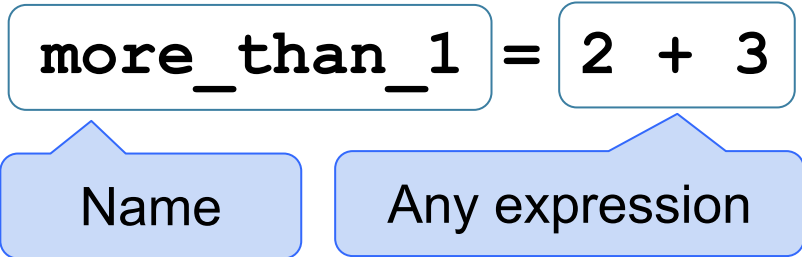 more_than_1 = 2 + 3
Name
Any expression